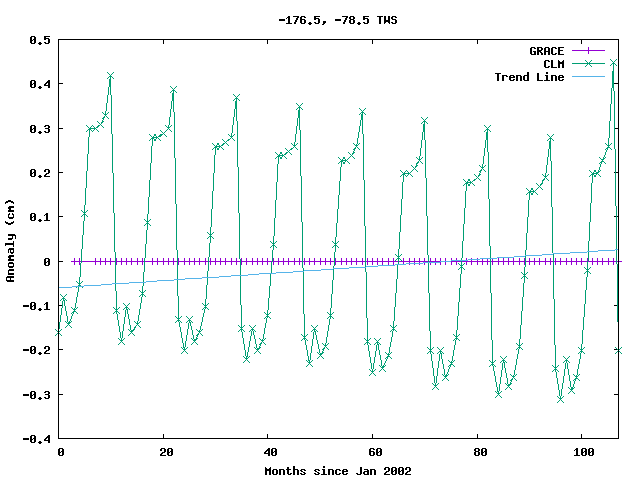 -176.5, -78.5 TWS
0.5
GRACE
CLM
Trend Line
0.4
0.3
0.2
0.1
0
-0.1
-0.2
-0.3
-0.4
Anomaly (cm)
0 20 40 60 80 100
Months since Jan 2002